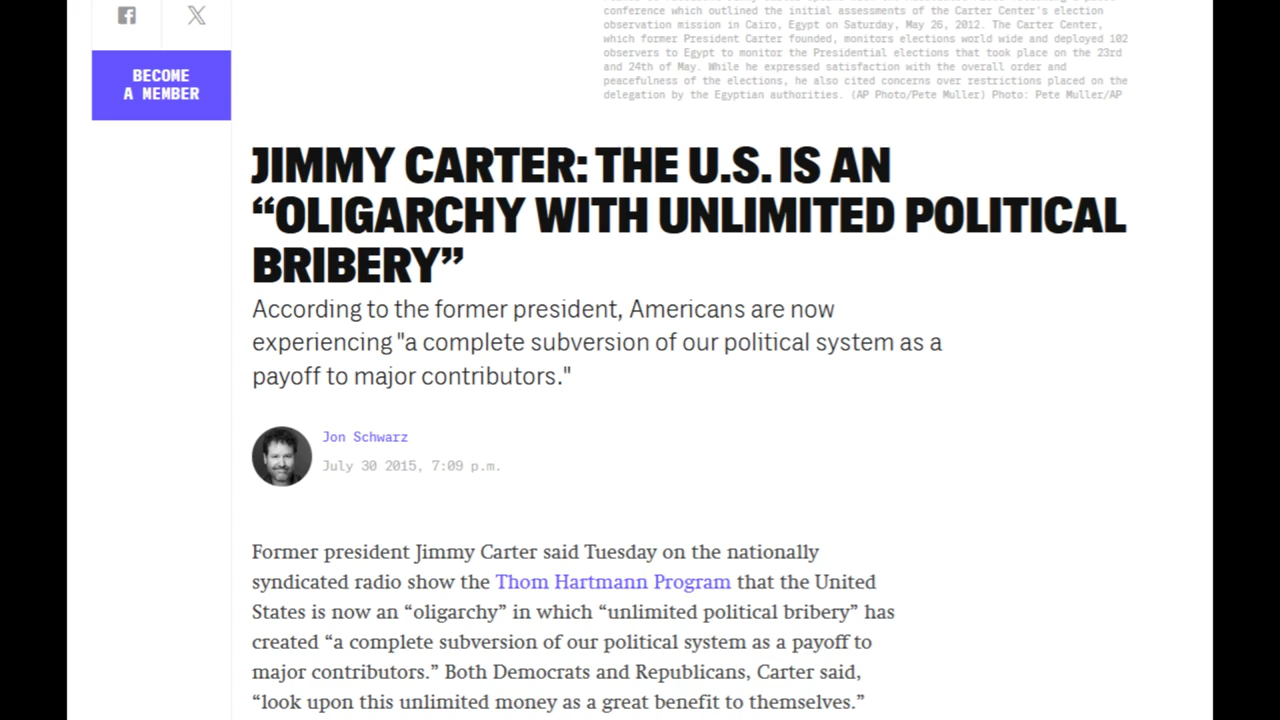 conference which outlined the initial assessments of the Carter Center's election
observation mission in Cairo, Egypt on Saturday, May 26, 2012. The Carter Center,
which former President Carter founded, monitors elections world wide and deployed 102
observers to Egypt to monitor the Presidential elections that took place on the 23rd
and 24th of May. While he expressed satisfaction with the overall order and
peacefulness of the elections, he also cited concerns over restrictions placed on the
delegation by the Egyptian authorities. (AP Photo/Pete Muller) Photo: Pete Muller/AP
BECOME
A MEMBER
JIMMY CARTER: THE U.S. IS AN
“OLIGARCHY WITH UNLIMITED POLITICAL
BRIBERY”
According to the former president, Americans are now
experiencing "a complete subversion of our political system as a
payoff to major contributors."
Jon Schwarz
July 30 2015, 7:09 p.m.
Former president Jimmy Carter said Tuesday on the nationally
syndicated radio show the Thom Hartmann Program that the United
States is now an “oligarchy” in which “unlimited political bribery” has
created “a complete subversion of our political system as a payoff to
major contributors.” Both Democrats and Republicans, Carter said,
“look upon this unlimited money as a great benefit to themselves.”